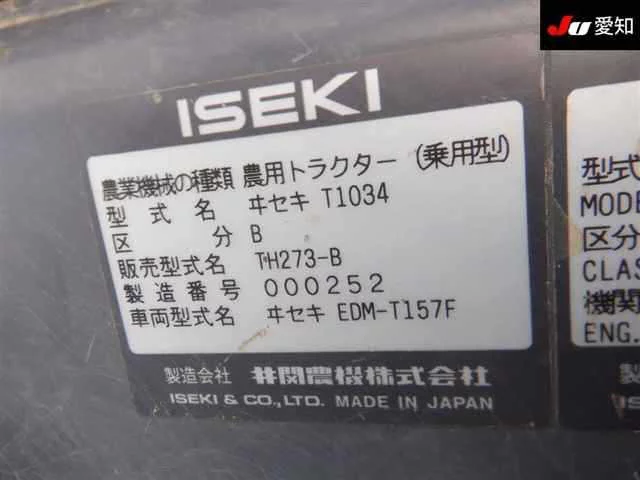 JU 愛知
ISEKI
農業機械の種類 農用トラクター (乗用型)
型式名 ヰセキ T1034
区分 B
販売型式名 TH273-B
製造番号 000252
車両型式名 ヰセキ EDM-T157F
製造会社 井関農機株式会社
ISEKI & CO., LTD. MADE IN JAPAN
型式
MODE
区分
CLAS
機関
ENG.